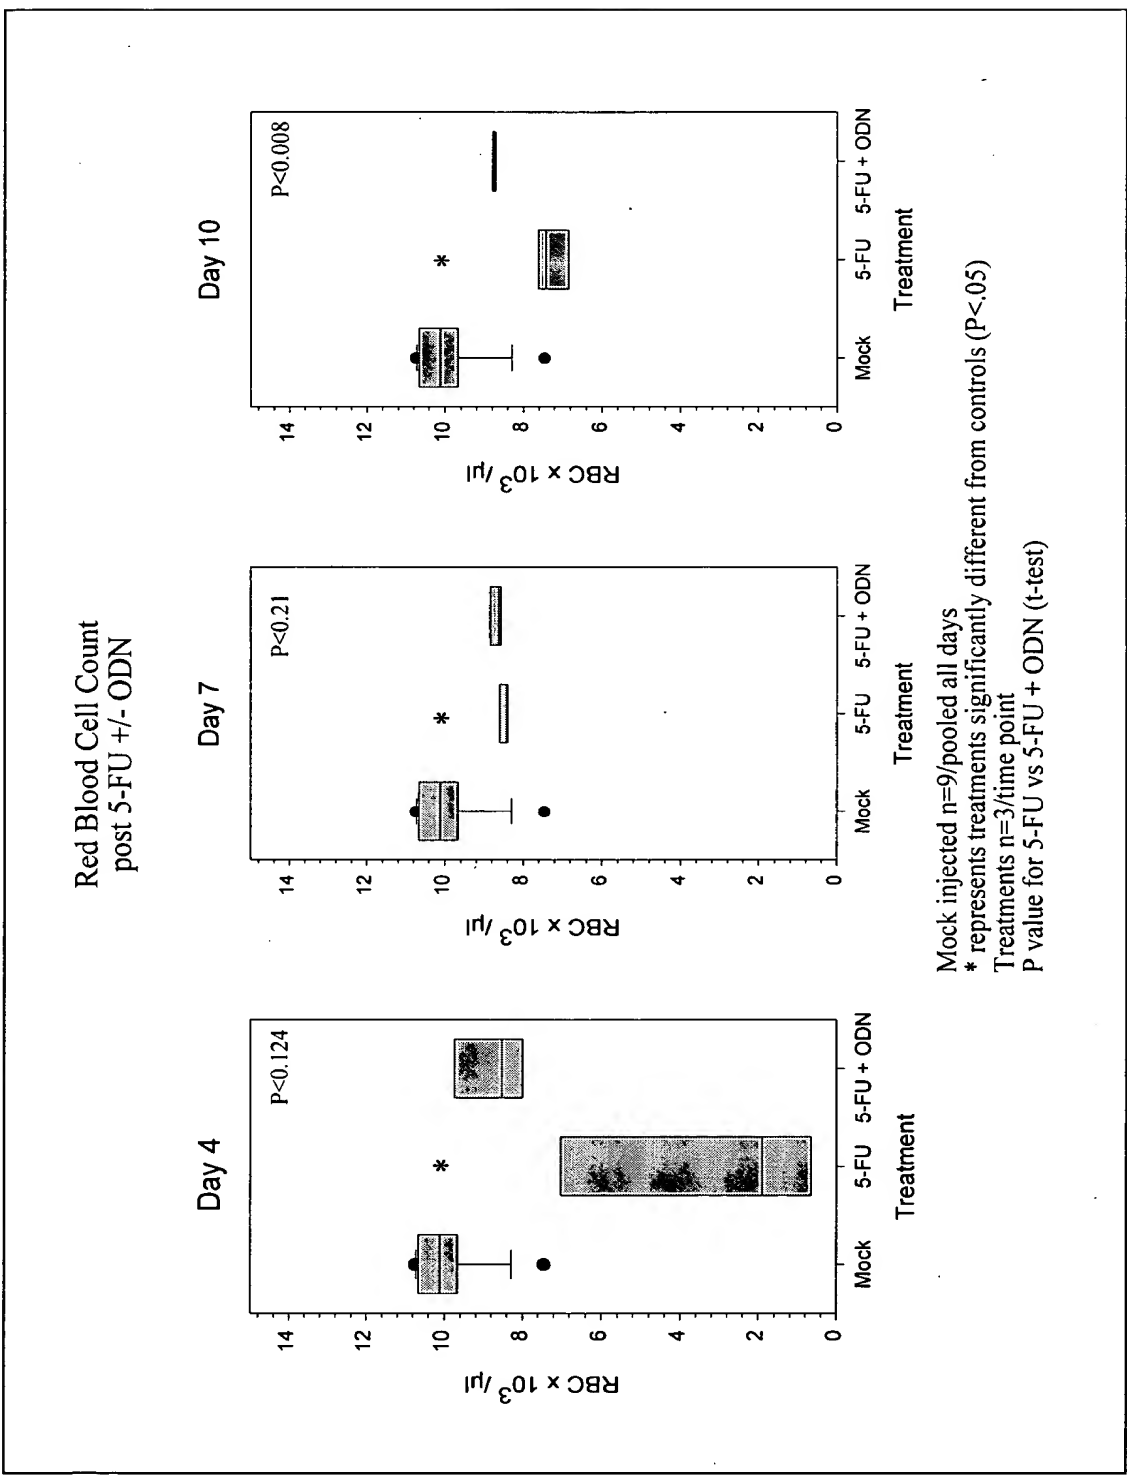 Red Blood Cell Count
post 5-FU +/- ODN
Day 4
P<0.124
RBC x 10³/µl
14
12
10
8
6
4
2
0
*
Mock
5-FU
5-FU + ODN
Treatment
Day 7
P<0.21
RBC x 10³/µl
14
12
10
8
6
4
2
0
*
Mock
5-FU
5-FU + ODN
Treatment
Day 10
P<0.008
RBC x 10³/µl
14
12
10
8
6
4
2
0
*
Mock
5-FU
5-FU + ODN
Treatment
Mock injected n=9/pooled all days
* represents treatments significantly different from controls (P<.05)
Treatments n=3/time point
P value for 5-FU vs 5-FU + ODN (t-test)